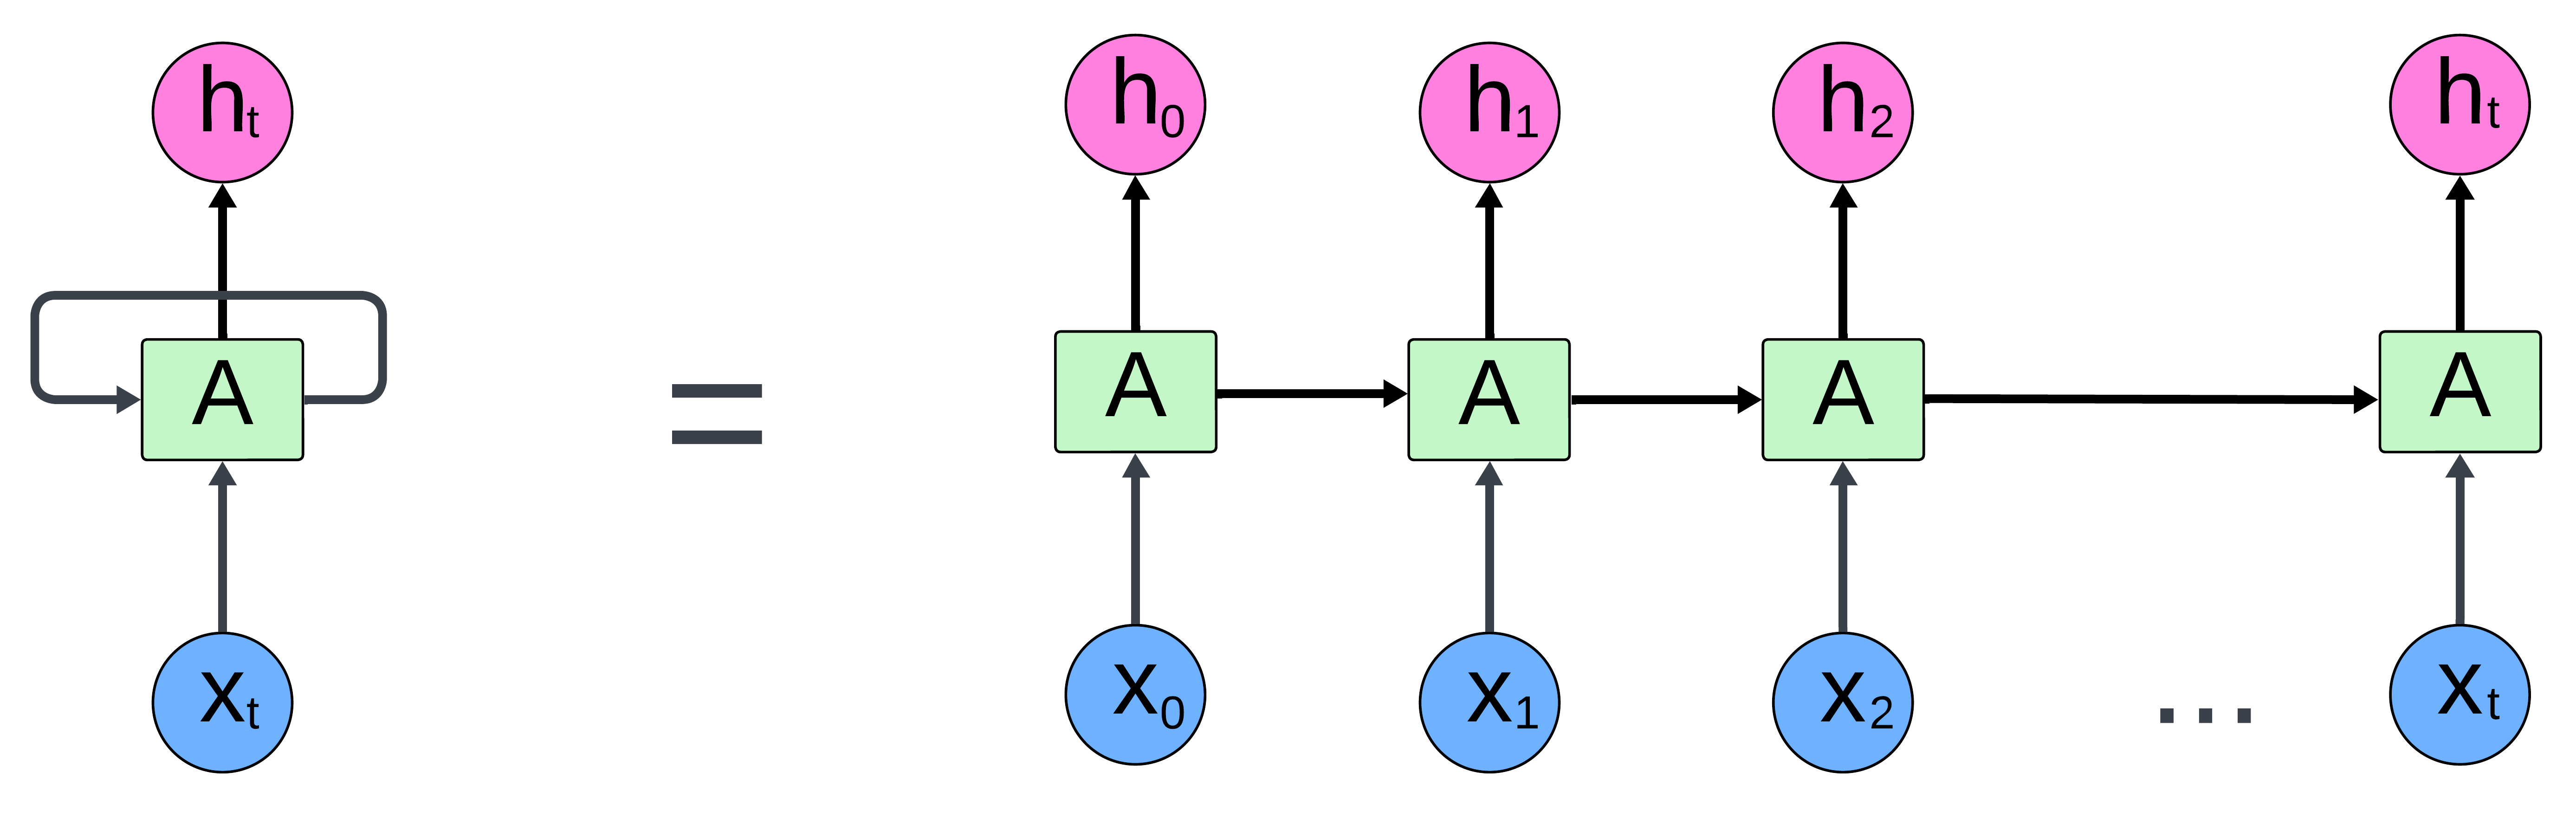 ht h0 h1 h2 ht
A = A A A A
xt x0 x1 x2 ... xt